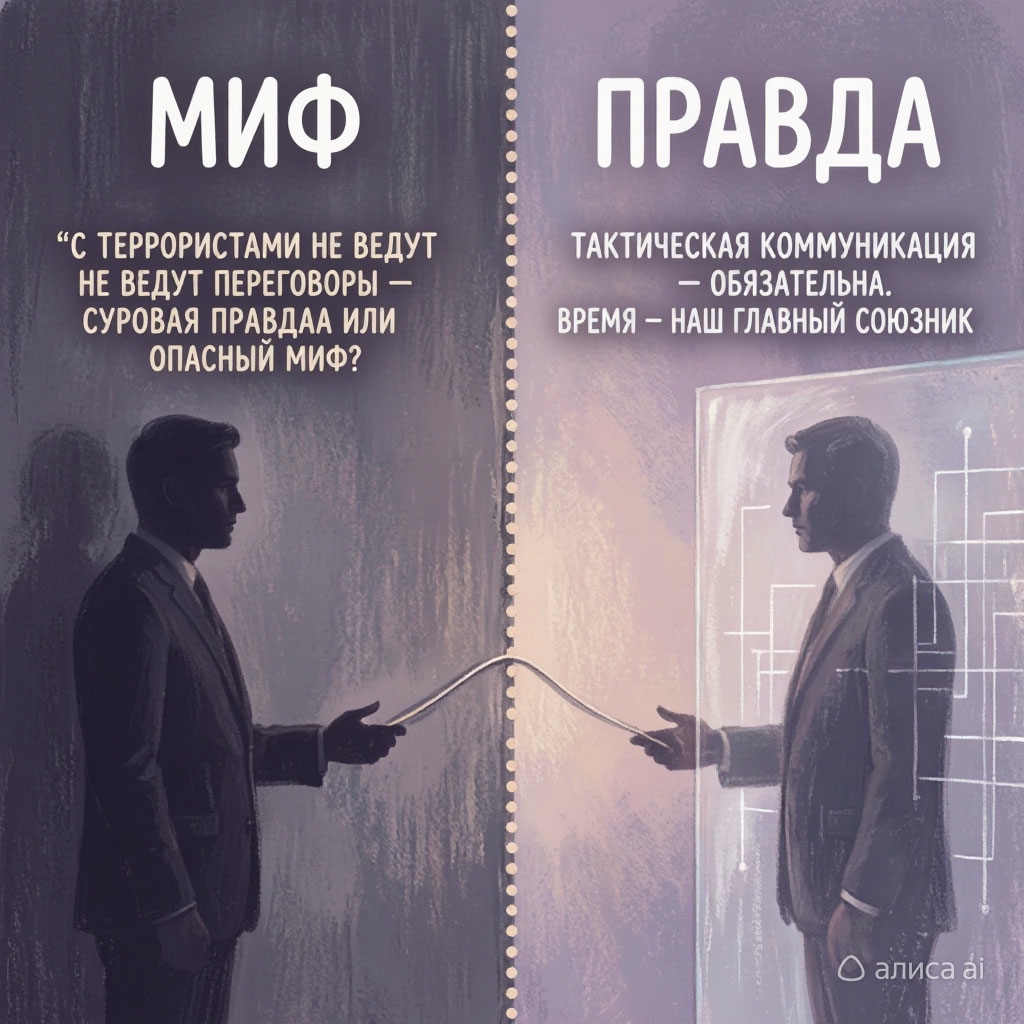 МИФ
“С ТЕРРОРИСТАМИ НЕ ВЕДУТ
НЕ ВЕДУТ ПЕРЕГОВОРЫ –
СУРОВАЯ ПРАВДАА ИЛИ
ОПАСНЫЙ МИФ?
ПРАВДА
ТАКТИЧЕСКАЯ КОММУНИКАЦИЯ
– ОБЯЗАТЕЛЬНА.
ВРЕМЯ – НАШ ГЛАВНЫЙ СОЮЗНИК
алиса ai